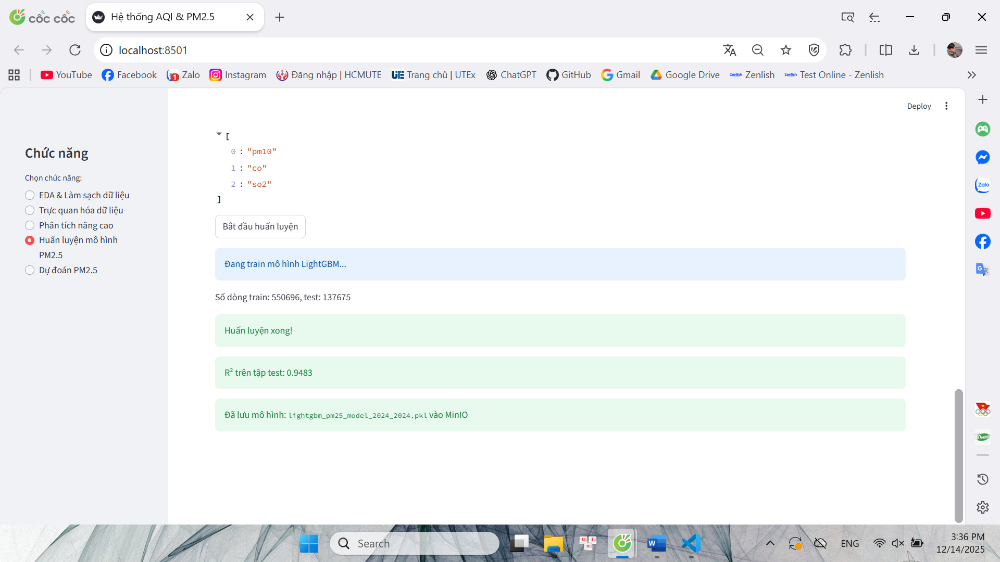 cốc cốc
Hệ thống AQI & PM2.5
localhost:8501
YouTube
Facebook
1
Zalo
Instagram
Đăng nhập | HCMUTE
UE
Trang chủ | UTEx
ChatGPT
GitHub
Gmail
Google Drive
Zenlish
Zenlish
Zenlish
Test Online - Zenlish
Deploy
Chức năng
Chọn chức năng:
EDA & Làm sạch dữ liệu
Trực quan hóa dữ liệu
Phân tích nâng cao
Huấn luyện mô hình
PM2.5
Dự đoán PM2.5
[
0 : "pm10"
1 : "co"
2 : "so2"
]
Bắt đầu huấn luyện
Đang train mô hình LightGBM...
Số dòng train: 550696, test: 137675
Huấn luyện xong!
R² trên tập test: 0.9483
Đã lưu mô hình: lightgbm_pm25_model_2024_2024.pkl vào MinIO
Zalo
Search
ENG
3:36 PM
12/14/2025